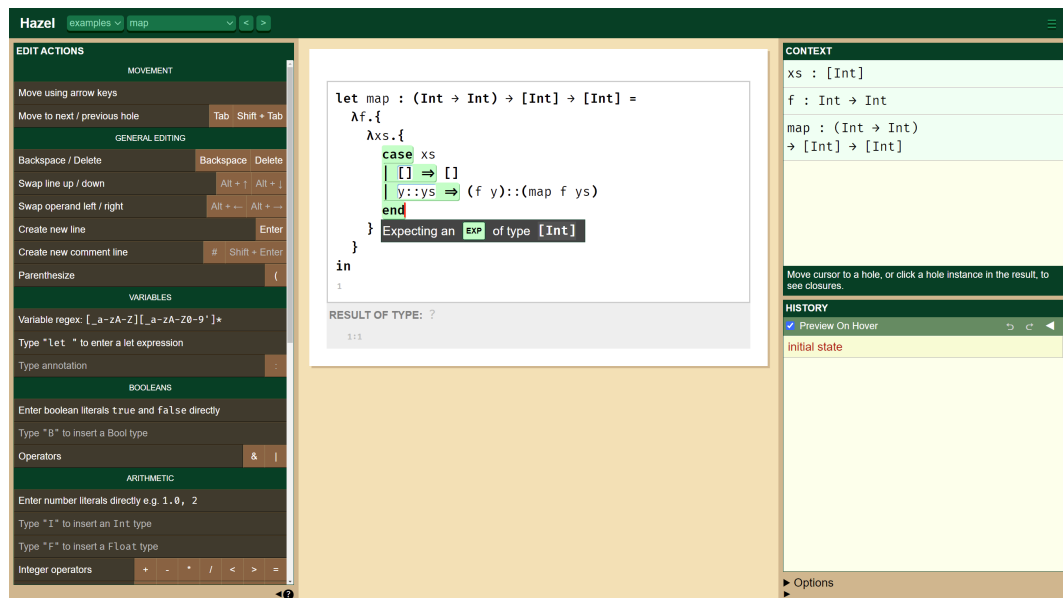 Hazel examples map < >
EDIT ACTIONS
MOVEMENT
Move using arrow keys
Move to next / previous hole Tab Shift + Tab
GENERAL EDITING
Backspace / Delete Backspace Delete
Swap line up / down Alt + ↑ Alt + ↓
Swap operand left / right Alt + ← Alt + →
Create new line Enter
Create new comment line # Shift + Enter
Parenthesize (
VARIABLES
Variable regex: [_a-zA-Z][_a-zA-Z0-9']*
Type "let " to enter a let expression
Type annotation :
BOOLEANS
Enter boolean literals true and false directly
Type "B" to insert a Bool type
Operators & |
ARITHMETIC
Enter number literals directly e.g. 1.0, 2
Type "I" to insert an Int type
Type "F" to insert a Float type
Integer operators + - * / < > =
let map : (Int → Int) → [Int] → [Int] =
λf.{
λxs.{
case xs
| [] ⇒ []
| y::ys ⇒ (f y)::(map f ys)
end
} Expecting an EXP of type [Int]
}
in
1
RESULT OF TYPE: ?
1:1
CONTEXT
xs : [Int]
f : Int → Int
map : (Int → Int)
→ [Int] → [Int]
Move cursor to a hole, or click a hole instance in the result, to
see closures.
HISTORY
Preview On Hover
initial state
Options